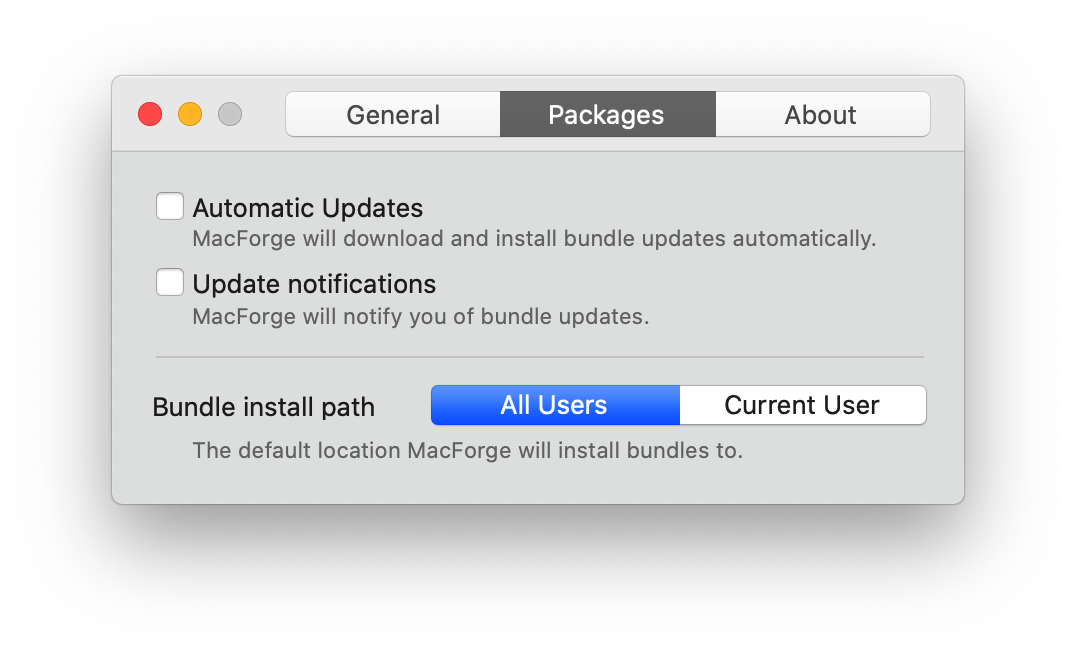 General Packages About
Automatic Updates
MacForge will download and install bundle updates automatically.
Update notifications
MacForge will notify you of bundle updates.
Bundle install path All Users Current User
The default location MacForge will install bundles to.